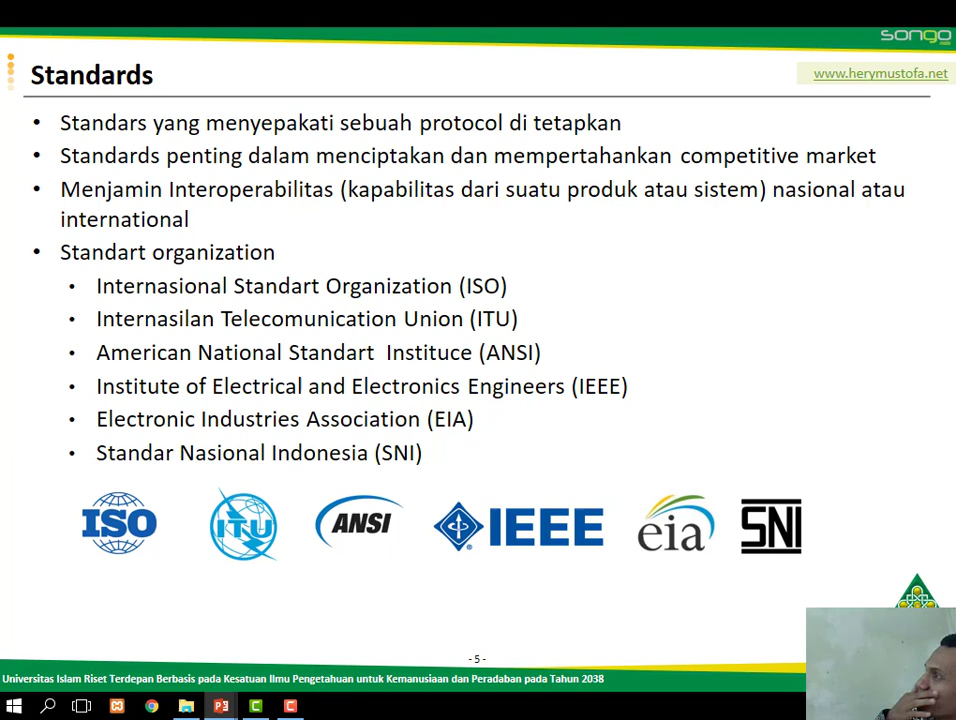 songo
Standards
www.herymustofa.net
• Standars yang menyepakati sebuah protocol di tetapkan
• Standards penting dalam menciptakan dan mempertahankan competitive market
• Menjamin Interoperabilitas (kapabilitas dari suatu produk atau sistem) nasional atau
international
• Standart organization
• Internasional Standart Organization (ISO)
• Internasilan Telecomunication Union (ITU)
• American National Standart Instituce (ANSI)
• Institute of Electrical and Electronics Engineers (IEEE)
• Electronic Industries Association (EIA)
• Standar Nasional Indonesia (SNI)
ISO ITU ANSI IEEE eia SNI
- 5 -
Universitas Islam Riset Terdepan Berbasis pada Kesatuan Ilmu Pengetahuan untuk Kemanusiaan dan Peradaban pada Tahun 2038